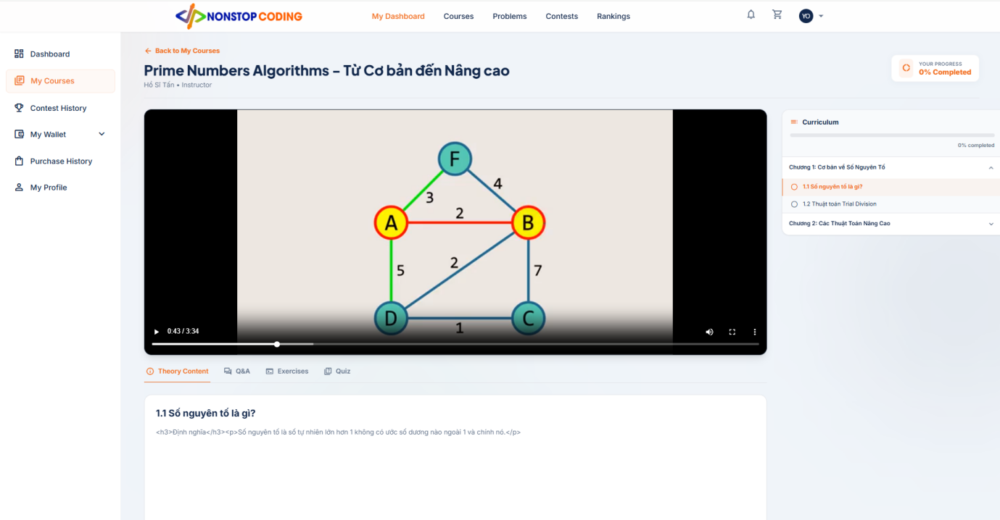 NONSTOP CODING
My Dashboard
Courses
Problems
Contests
Rankings
YO
Dashboard
My Courses
Contest History
My Wallet
Purchase History
My Profile
Back to My Courses
Prime Numbers Algorithms – Từ Cơ bản đến Nâng cao
Hồ Sĩ Tấn • Instructor
YOUR PROGRESS
0% Completed
F
3
4
A
2
B
5
2
7
D
1
C
0:43 / 3:34
Curriculum
0% completed
Chương 1: Cơ bản về Số Nguyên Tố
1.1 Số nguyên tố là gì?
1.2 Thuật toán Trial Division
Chương 2: Các Thuật Toán Nâng Cao
Theory Content
Q&A
Exercises
Quiz
1.1 Số nguyên tố là gì?
<h3>Định nghĩa</h3><p>Số nguyên tố là số tự nhiên lớn hơn 1 không có ước số dương nào ngoài 1 và chính nó.</p>